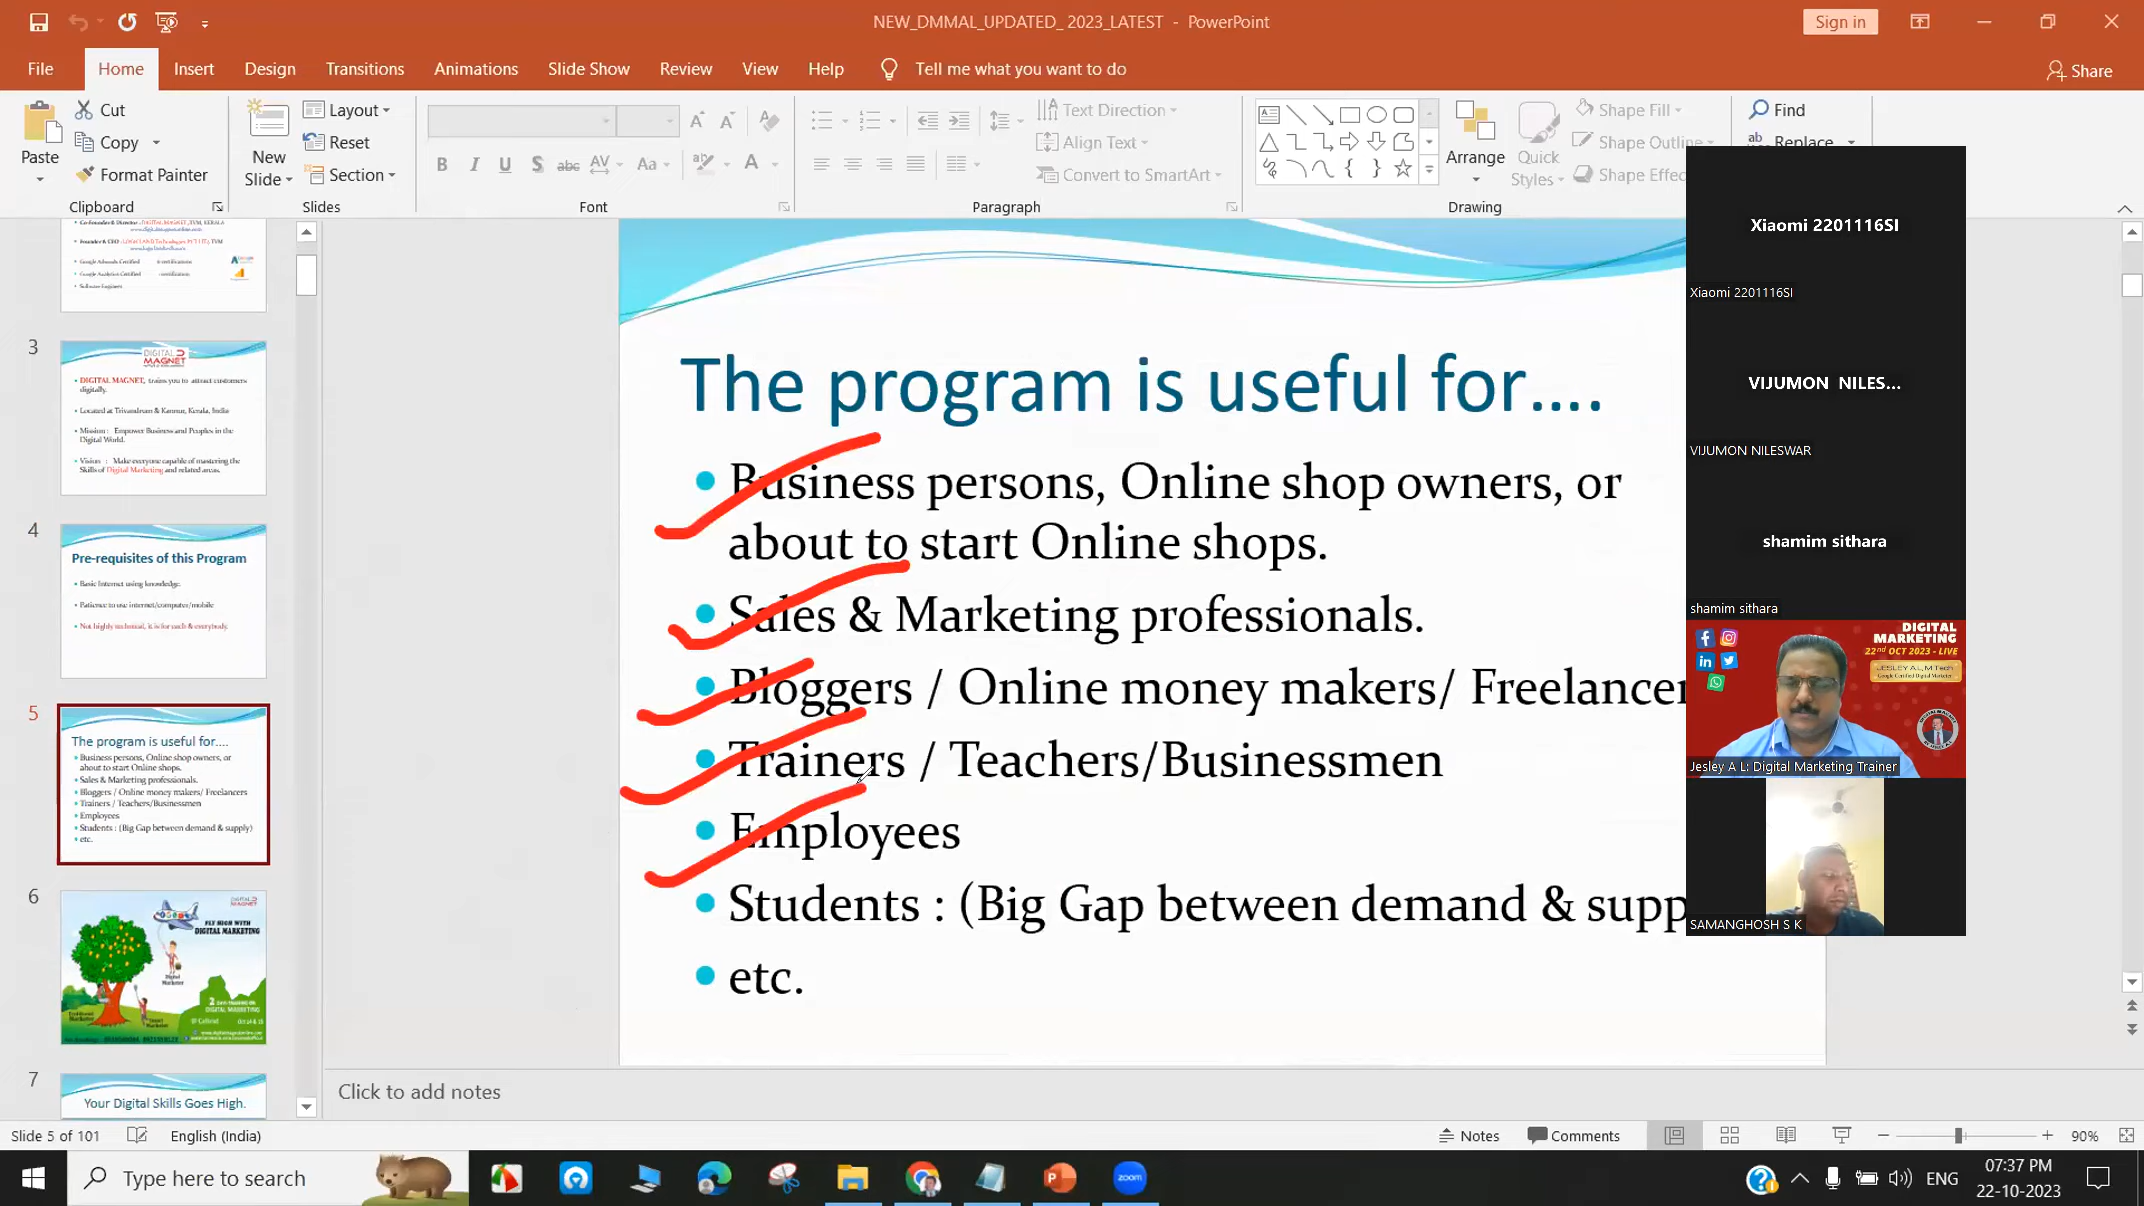 NEW_DMMAL_UPDATED_ 2023_LATEST - PowerPoint
Sign in
File Home Insert Design Transitions Animations Slide Show Review View Help Tell me what you want to do
Share
Paste
Cut
Copy
Format Painter
Clipboard
New Slide
Layout
Reset
Section
Slides
Font
Text Direction
Align Text
Convert to SmartArt
Paragraph
Arrange
Quick Styles
Shape Fill
Shape Outline
Shape Effec
Drawing
Find
Replace
3
DIGITAL MAGNET
DIGITAL MAGNET, trains you to attract customers
digitally.
Located at Trivandrum & Kannur, Kerala, India
Mission : Empower Business and Peoples in the
Digital World.
Vision : Make everyone capable of mastering the
Skills of Digital Marketing and related areas.
4
Pre-requisites of this Program
Basic Internet using knowledge.
Patience to use internet/computer/mobile
Not highly technical, it is for each & everybody.
5
The program is useful for....
Business persons, Online shop owners, or
about to start Online shops.
Sales & Marketing professionals.
Bloggers / Online money makers/ Freelancers
Trainers / Teachers/Businessmen
Employees
Students : (Big Gap between demand & supply)
etc.
6
DIGITAL MAGNET
FLY HIGH WITH
DIGITAL MARKETING
7
Your Digital Skills Goes High.
The program is useful for....
Business persons, Online shop owners, or
about to start Online shops.
Sales & Marketing professionals.
Bloggers / Online money makers/ Freelancer
Trainers / Teachers/Businessmen
Employees
Students : (Big Gap between demand & supp
etc.
Xiaomi 2201116SI
Xiaomi 2201116SI
VIJUMON NILES...
VIJUMON NILESWAR
shamim sithara
shamim sithara
DIGITAL
MARKETING
22nd OCT 2023 - LIVE
JESLEY A L, M.Tech
Google Certified Digital Marketer
Jesley A L: Digital Marketing Trainer
SAMANGHOSH S K
Click to add notes
Slide 5 of 101
English (India)
Notes
Comments
90%
Type here to search
zoom
ENG
07:37 PM
22-10-2023